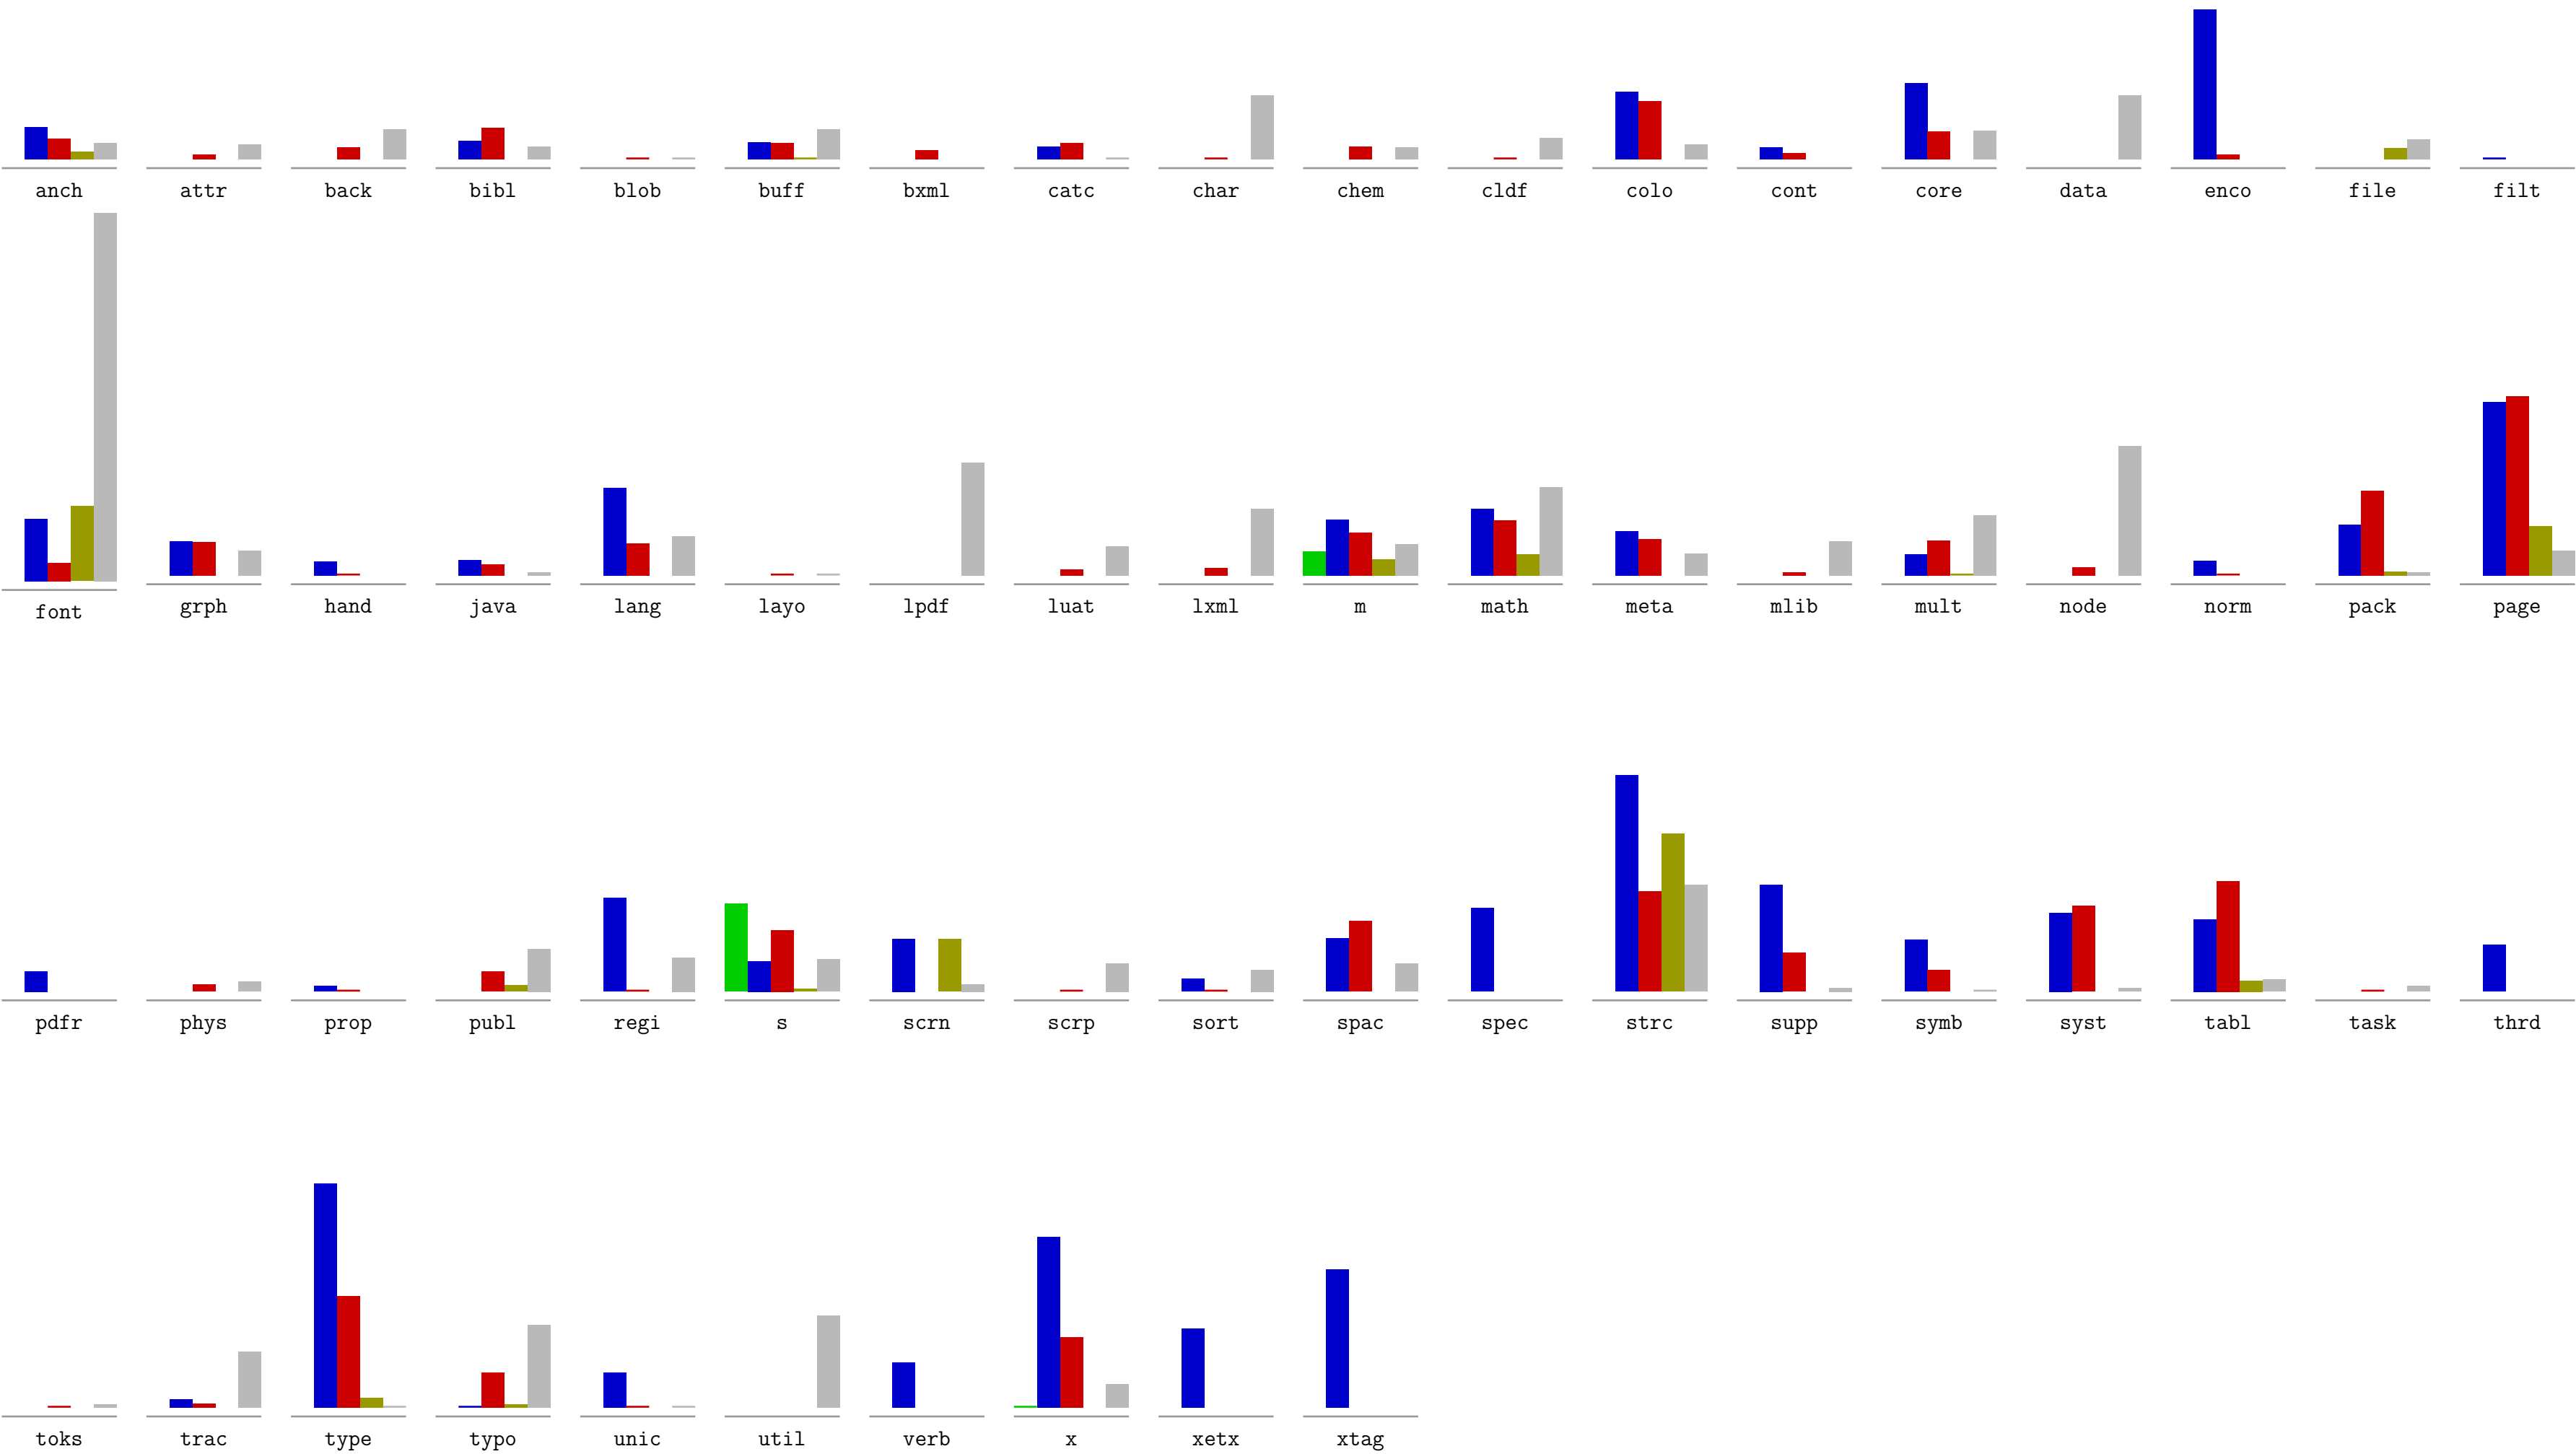 anch attr back bibl blob buff bxml catc char chem cldf colo cont core data enco file filt
font grph hand java lang layo lpdf luat lxml m math meta mlib mult node norm pack page
pdfr phys prop publ regi s scrn scrp sort spac spec strc supp symb syst tabl task thrd
toks trac type typo unic util verb x xetx xtag